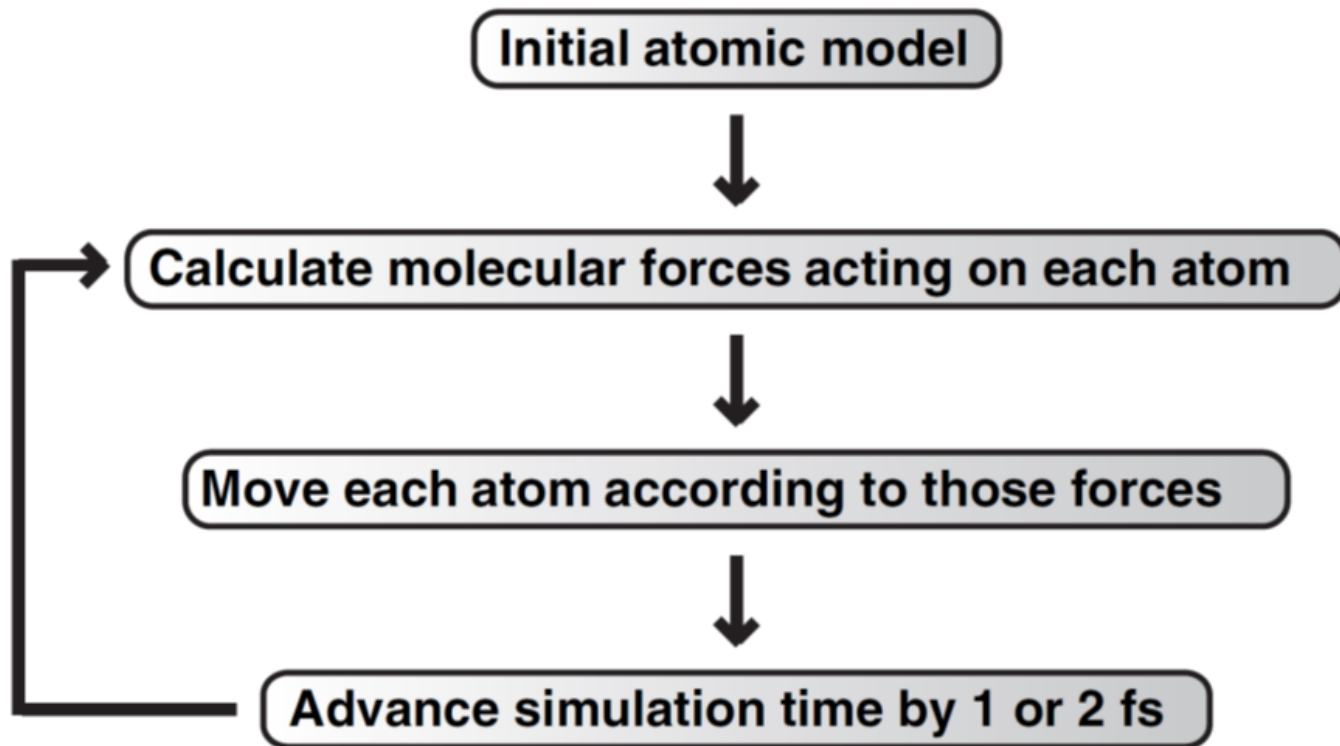 Initial atomic model
Calculate molecular forces acting on each atom
Move each atom according to those forces
Advance simulation time by 1 or 2 fs